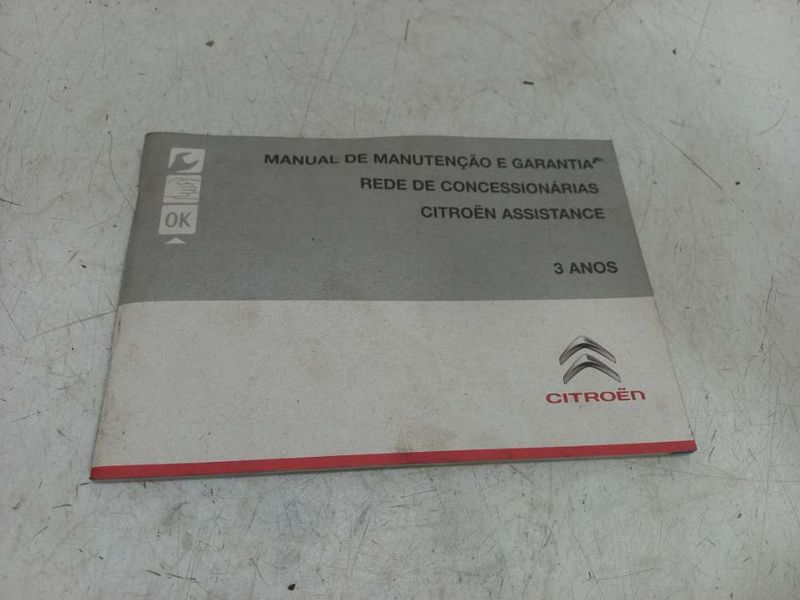 MANUAL DE MANUTENÇÃO E GARANTIA
REDE DE CONCESSIONÁRIAS
OK
CITROËN ASSISTANCE
3 ANOS
CITROËN